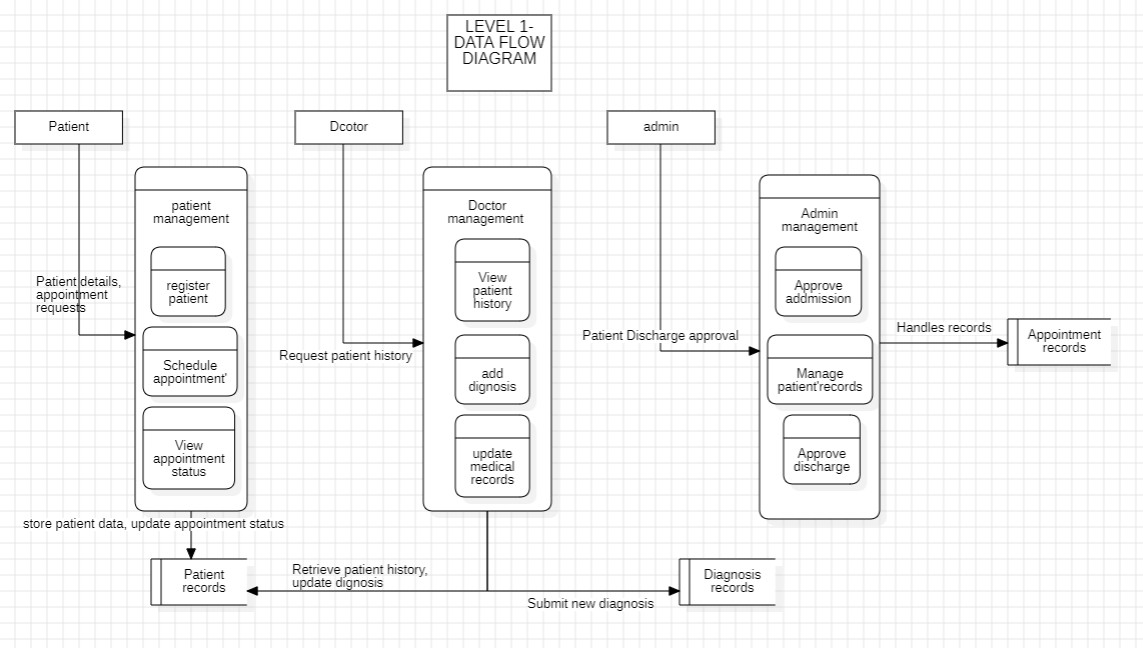 LEVEL 1-
DATA FLOW
DIAGRAM
Patient
Dcotor
admin
patient
management
register
patient
Patient details,
appointment
requests
Schedule
appointment'
View
appointment
status
store patient data, update appointment status
Patient
records
Doctor
management
View
patient
history
Request patient history
add
dignosis
update
medical
records
Retrieve patient history,
update dignosis
Submit new diagnosis
Diagnosis
records
Admin
management
Approve
addmission
Patient Discharge approval
Manage
patient'records
Approve
discharge
Handles records
Appointment
records